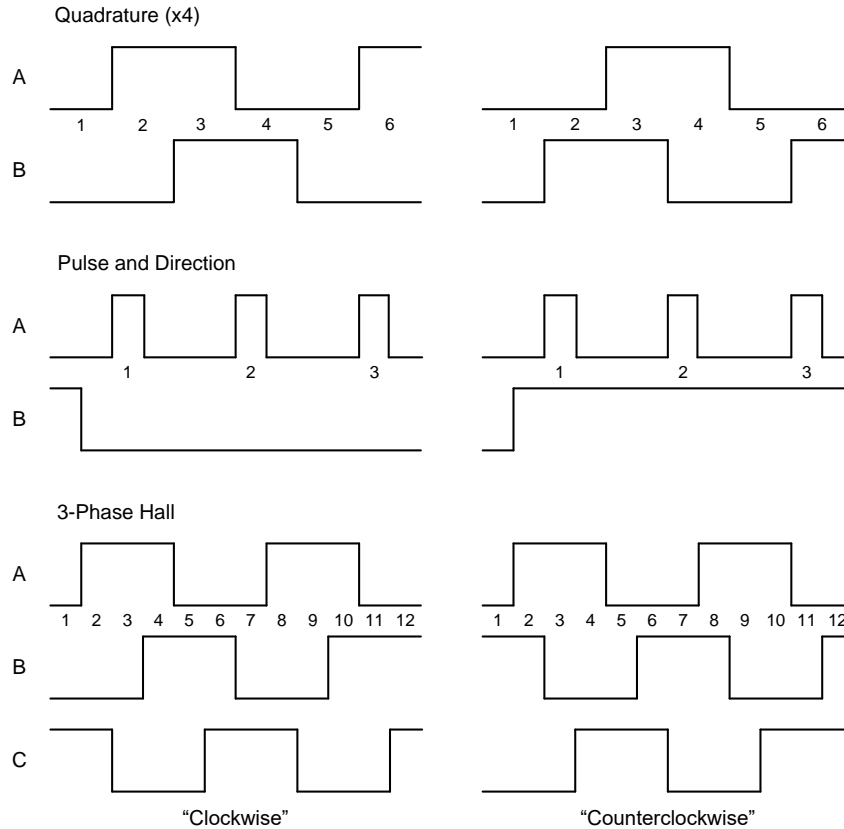 Quadrature (x4)
A
1 2 3 4 5 6 1 2 3 4 5 6
B
Pulse and Direction
A
1 2 3 1 2 3
B
3-Phase Hall
A
1 2 3 4 5 6 7 8 9 10 11 12 1 2 3 4 5 6 7 8 9 10 11 12
B
C
“Clockwise” “Counterclockwise”